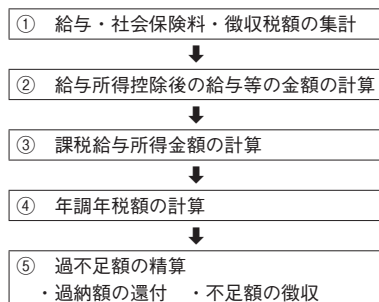 ① 給与・社会保険料・徴収税額の集計
② 給与所得控除後の給与等の金額の計算
③ 課税給与所得金額の計算
④ 年調年税額の計算
⑤ 過不足額の精算
・過納額の還付 ・不足額の徴収